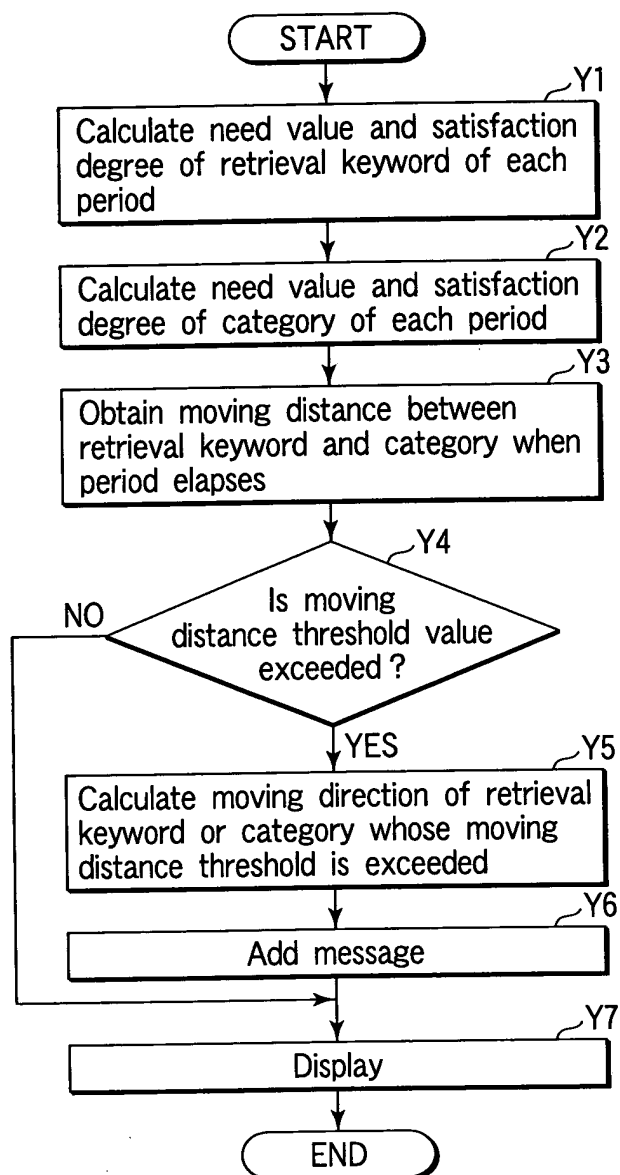 START
Y1
Calculate need value and satisfaction
degree of retrieval keyword of each
period
Y2
Calculate need value and satisfaction
degree of category of each period
Y3
Obtain moving distance between
retrieval keyword and category when
period elapses
Y4
Is moving
distance threshold value
exceeded ?
NO
YES
Y5
Calculate moving direction of retrieval
keyword or category whose moving
distance threshold is exceeded
Y6
Add message
Y7
Display
END